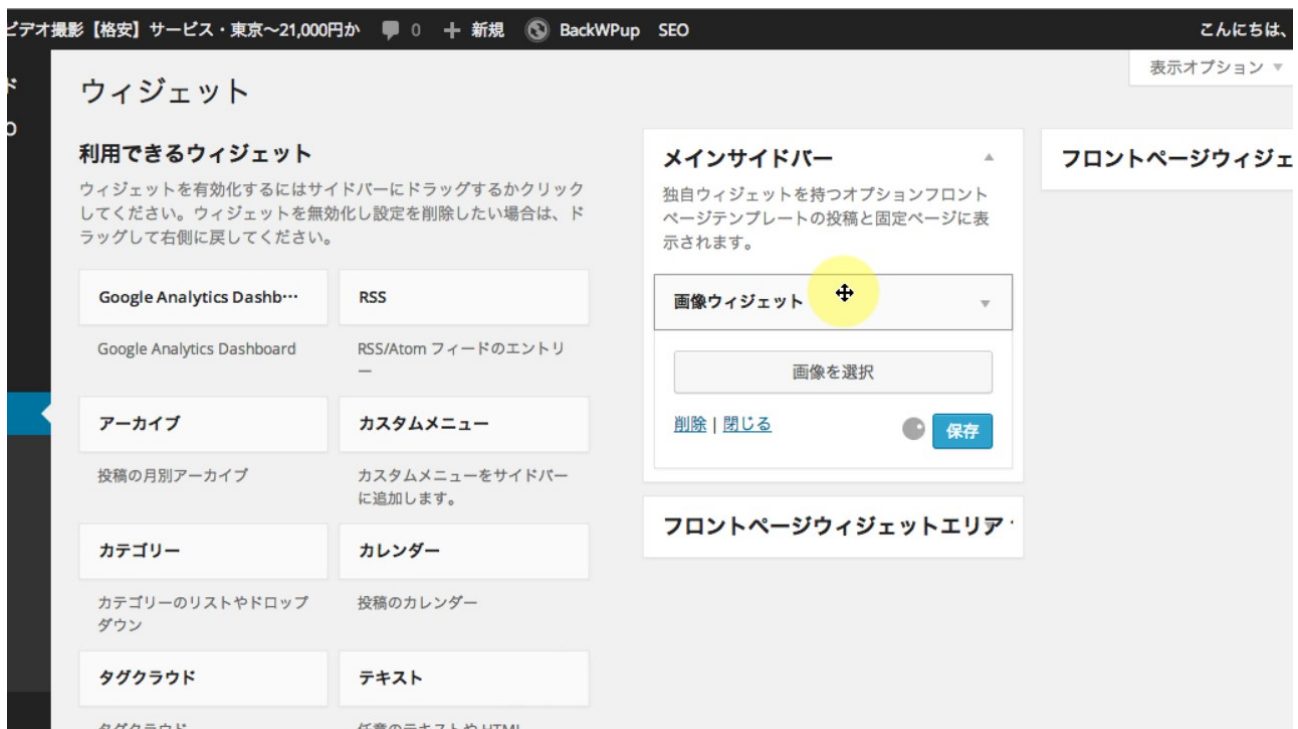 ビデオ撮影【格安】サービス・東京〜21,000円か 0 新規 BackWPup SEO こんにちは、
表示オプション
ド
ウィジェット
O
利用できるウィジェット
ウィジェットを有効化するにはサイドバーにドラッグするかクリック
してください。ウィジェットを無効化し設定を削除したい場合は、ド
ラッグして右側に戻してください。
Google Analytics Dashb…
RSS
Google Analytics Dashboard
RSS/Atom フィードのエントリ
ー
アーカイブ
カスタムメニュー
投稿の月別アーカイブ
カスタムメニューをサイドバー
に追加します。
カテゴリー
カレンダー
カテゴリーのリストやドロップ
ダウン
投稿のカレンダー
タグクラウド
テキスト
タグクラウド
任意のテキストや HTML
メインサイドバー
独自ウィジェットを持つオプションフロント
ページテンプレートの投稿と固定ページに表
示されます。
画像ウィジェット
画像を選択
削除 | 閉じる
保存
フロントページウィジェットエリア
フロントページウィジェ